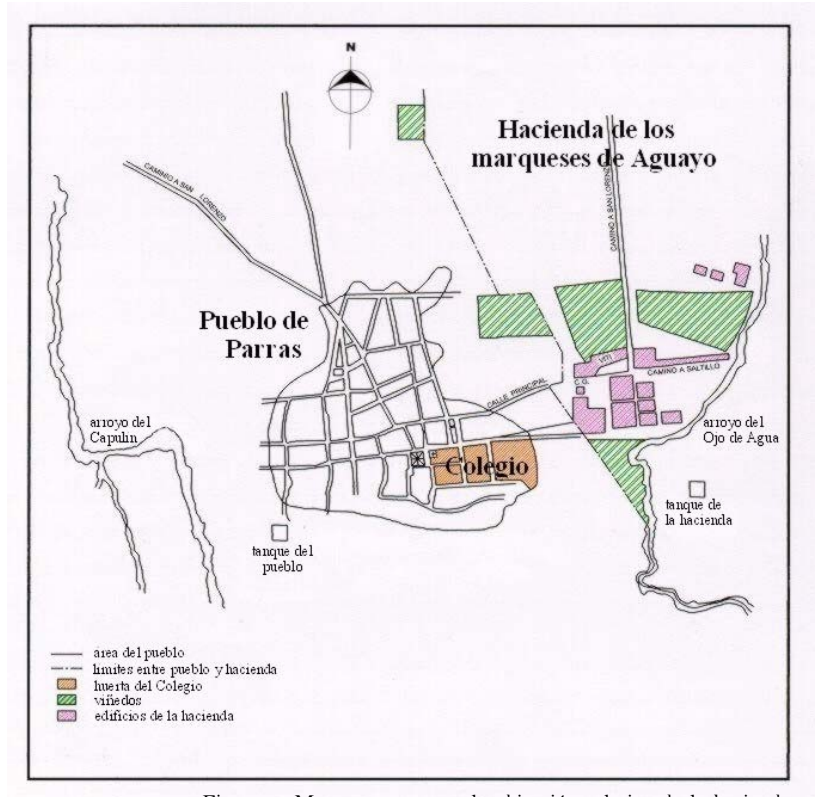 N
Hacienda de los
marqueses de Aguayo
CAMINO A SAN LORENZO
CAMINO A SAN LORENZO
Pueblo de
Parras
VITI
CAMINO A SALTILLO
C.G.
CALLE PRINCIPAL
arroyo del
Capulin
arroyo del
Ojo de Agua
Colegio
tanque de
la hacienda
tanque del
pueblo
área del pueblo
limites entre pueblo y hacienda
huerta del Colegio
viñedos
edificios de la hacienda